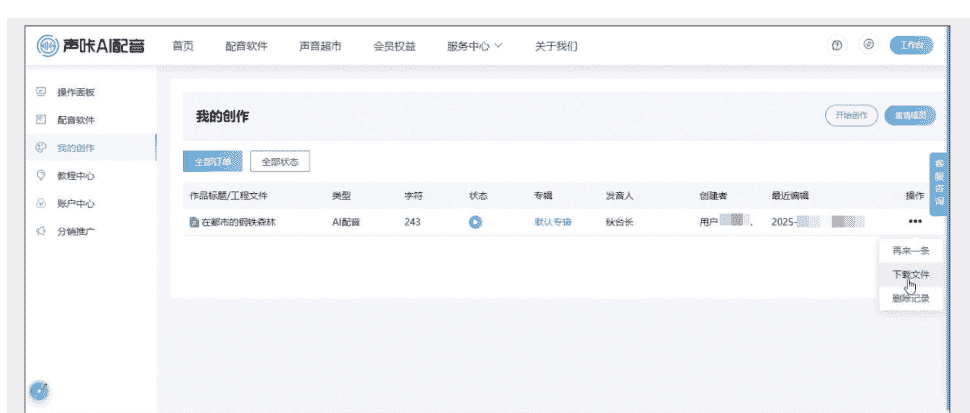 声咔AI配音 首页 配音软件 声音超市 会员权益 服务中心 关于我们 工作台
操作面板
配音软件
我的创作
教程中心
账户中心
分销推广
我的创作 开始创作
全部订单 全部状态
客服咨询
作品标题/工程文件 类型 字符 状态 专辑 发音人 创建者 最近编辑 操作
在都市的钢铁森林 AI配音 243 默认专辑 秋台长 用户 2025- •••
再来一条
下载文件
删除记录